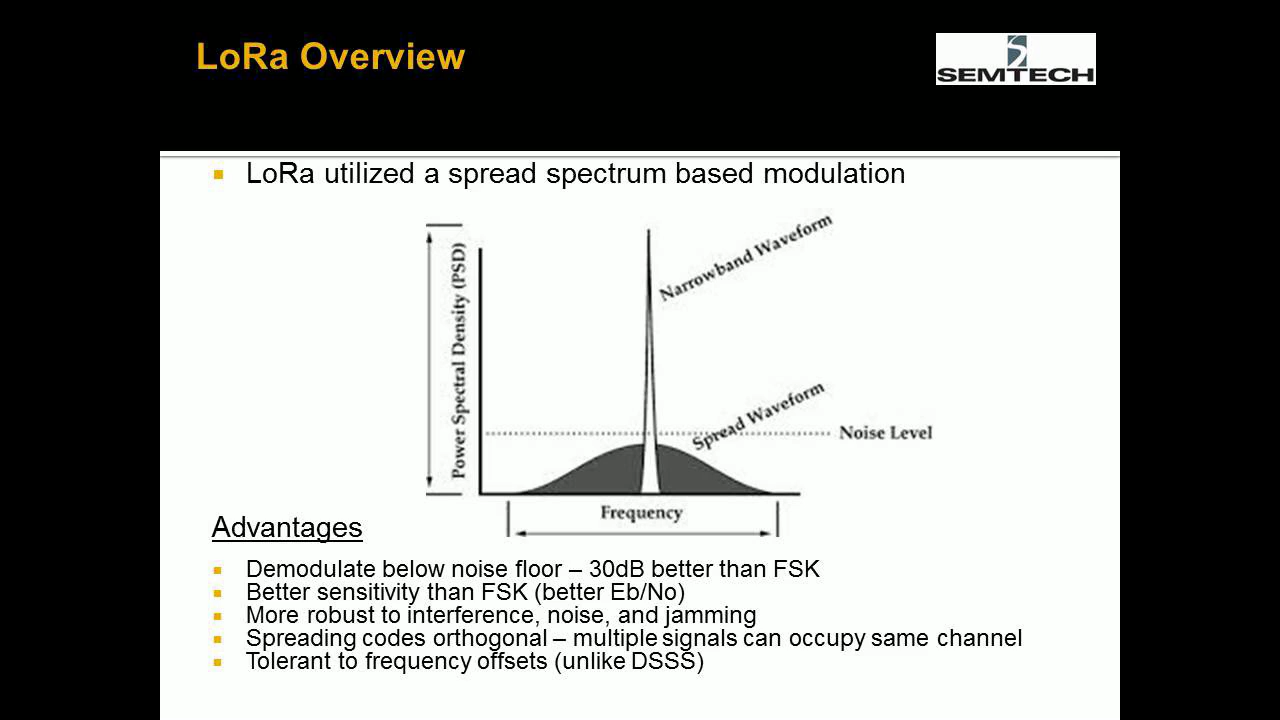 LoRa Overview
SEMTECH
LoRa utilized a spread spectrum based modulation
Narrowband Waveform
Power Spectral Density (PSD)
Spread Waveform
Noise Level
Frequency
Advantages
Demodulate below noise floor – 30dB better than FSK
Better sensitivity than FSK (better Eb/No)
More robust to interference, noise, and jamming
Spreading codes orthogonal – multiple signals can occupy same channel
Tolerant to frequency offsets (unlike DSSS)